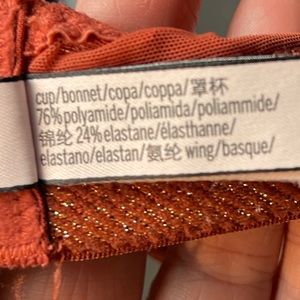 cup/bonnet/copa/coppa/罩杯
76% polyamide/poliamida/poliammide/
锦纶 24% elastane/élasthanne/
elastano/elastan/氨纶 wing/basque/